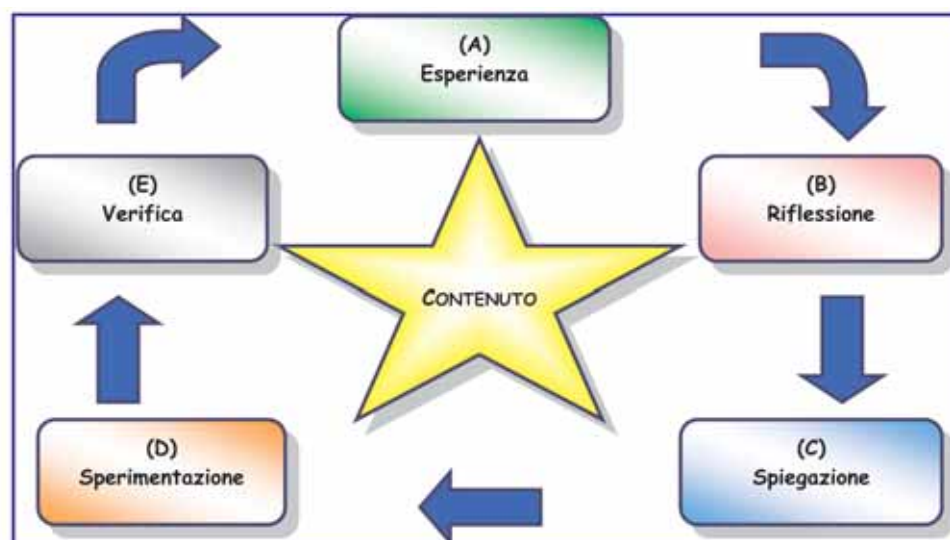 (A)
Esperienza
(E)
Verifica
(B)
Riflessione
CONTENUTO
(D)
Sperimentazione
(C)
Spiegazione